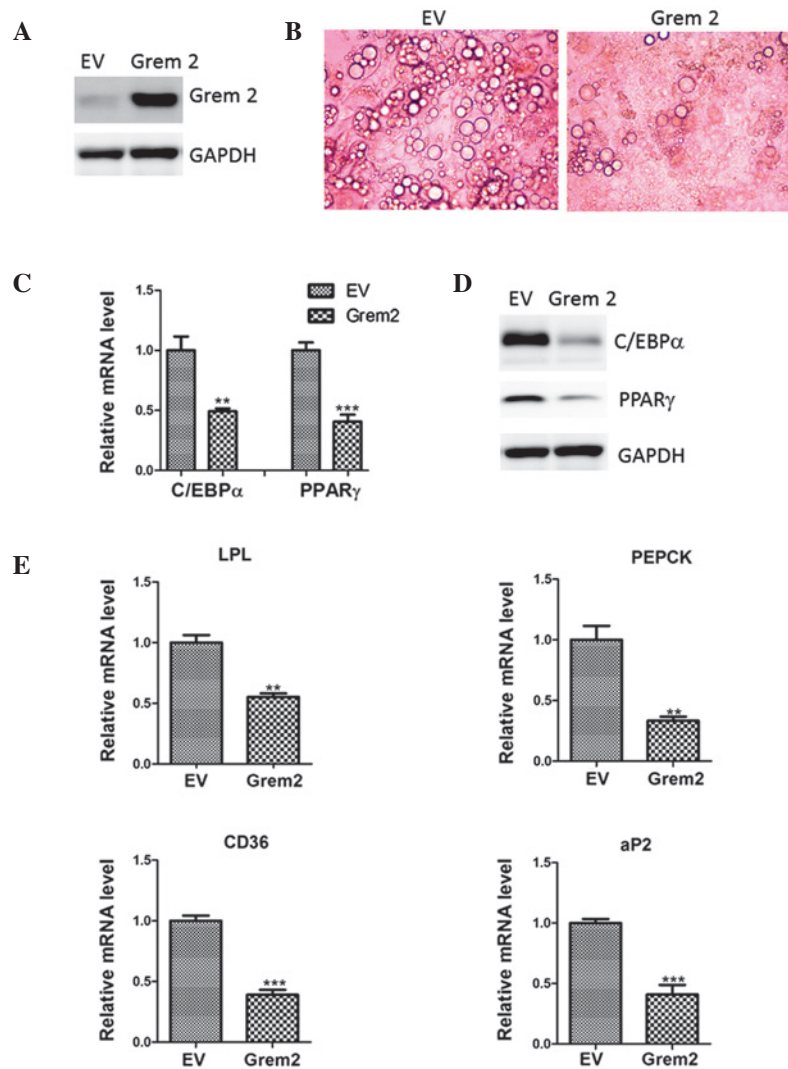 A
EV Grem 2
Grem 2
GAPDH
B
EV
Grem 2
C
Relative mRNA level
1.5
1.0
0.5
0.0
EV
Grem2
**
***
C/EBPα
PPARγ
D
EV Grem 2
C/EBPα
PPARγ
GAPDH
E
LPL
Relative mRNA level
1.5
1.0
0.5
0.0
**
EV
Grem2
PEPCK
Relative mRNA level
1.5
1.0
0.5
0.0
**
EV
Grem2
CD36
Relative mRNA level
1.5
1.0
0.5
0.0
***
EV
Grem2
aP2
Relative mRNA level
1.5
1.0
0.5
0.0
***
EV
Grem2